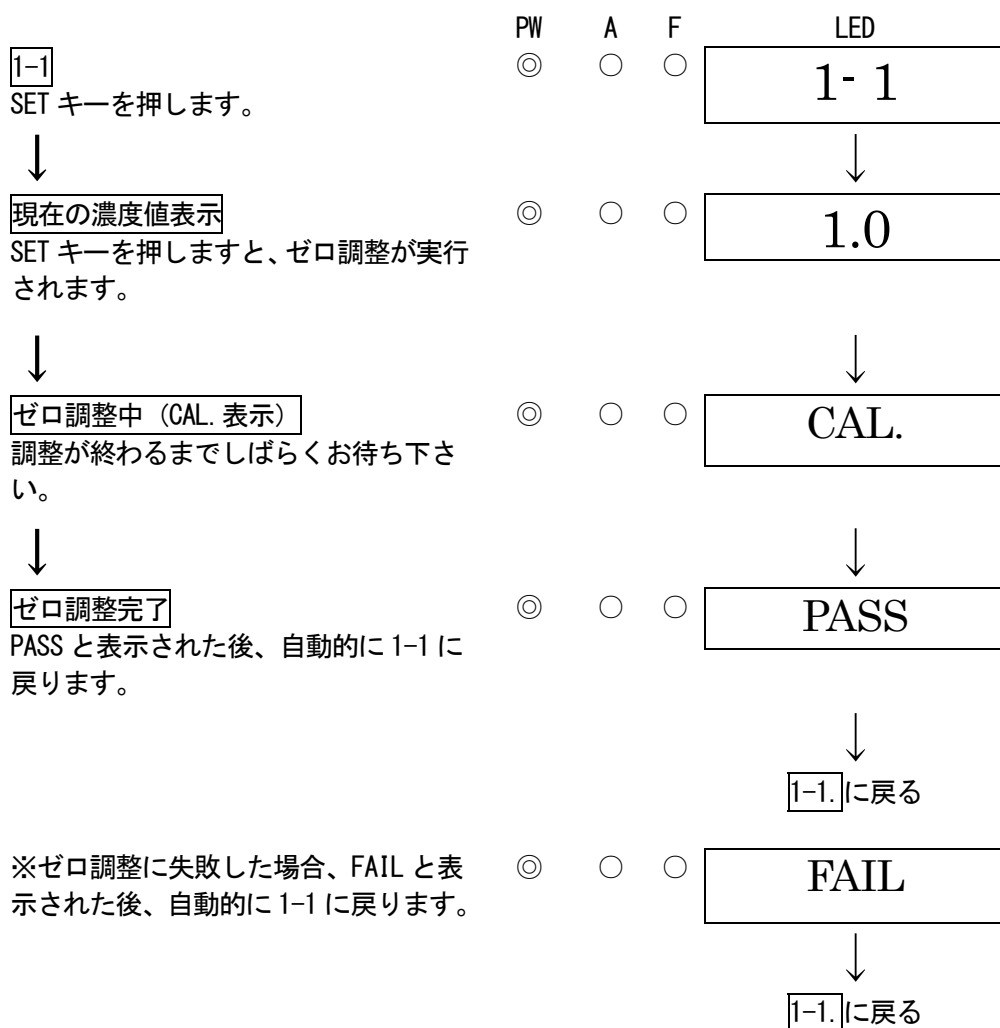 PW A F LED
1-1 ◎ ○ ○ 1- 1
SET キーを押します。
↓ ↓
現在の濃度値表示 ◎ ○ ○ 1.0
SET キーを押しますと、ゼロ調整が実行
されます。
↓ ↓
ゼロ調整中（CAL. 表示） ◎ ○ ○ CAL.
調整が終わるまでしばらくお待ち下さ
い。
↓ ↓
ゼロ調整完了 ◎ ○ ○ PASS
PASS と表示された後、自動的に 1-1 に
戻ります。
↓
1-1.に戻る
※ゼロ調整に失敗した場合、FAIL と表 ◎ ○ ○ FAIL
示された後、自動的に 1-1 に戻ります。
↓
1-1.に戻る